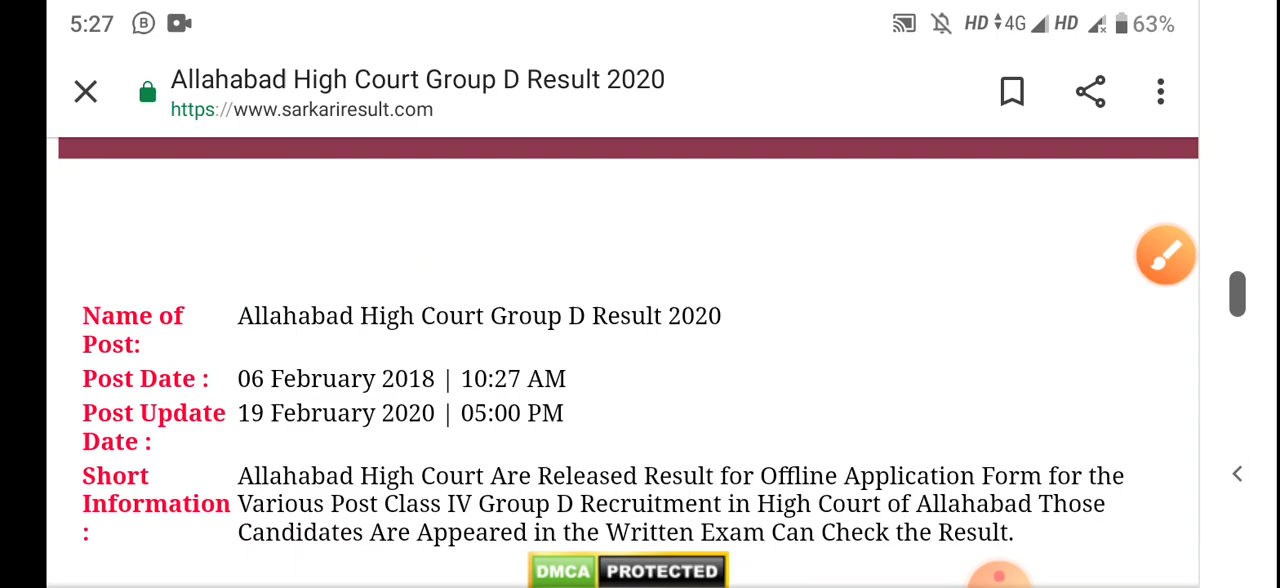 5:27 B HD 4G HD 63%
Allahabad High Court Group D Result 2020
https://www.sarkariresult.com
Name of Post: Allahabad High Court Group D Result 2020
Post Date : 06 February 2018 | 10:27 AM
Post Update Date : 19 February 2020 | 05:00 PM
Short Information : Allahabad High Court Are Released Result for Offline Application Form for the
Various Post Class IV Group D Recruitment in High Court of Allahabad Those
Candidates Are Appeared in the Written Exam Can Check the Result.
DMCA PROTECTED